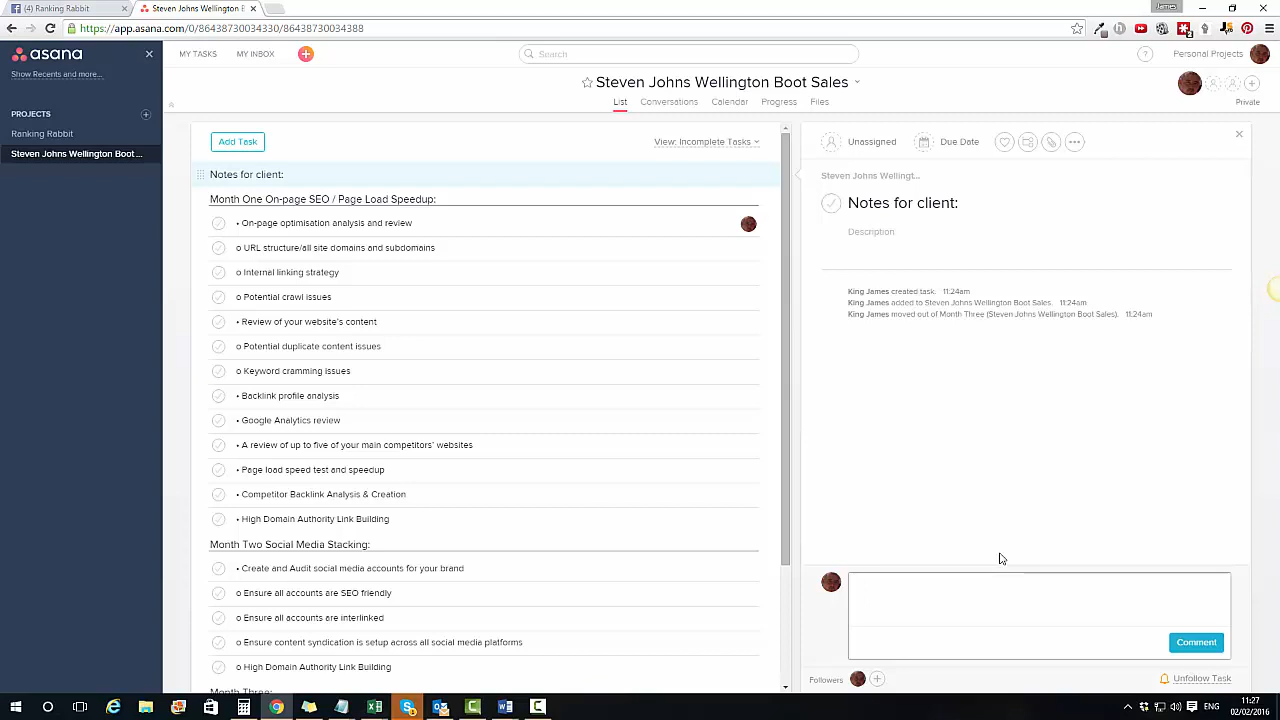 (4) Ranking Rabbit
Steven Johns Wellington B
James
https://app.asana.com/0/86438730034350/86438730034388
asana
MY TASKS
MY INBOX
Search
?
Personal Projects
Show Recents and more...
Steven Johns Wellington Boot Sales
List
Conversations
Calendar
Progress
Files
Private
PROJECTS
Ranking Rabbit
Steven Johns Wellington Boot ...
Add Task
View: Incomplete Tasks
Notes for client:
Month One On-page SEO / Page Load Speedup:
• On-page optimisation analysis and review
o URL structure/all site domains and subdomains
o Internal linking strategy
o Potential crawl issues
• Review of your website's content
o Potential duplicate content issues
o Keyword cramming issues
• Backlink profile analysis
• Google Analytics review
• A review of up to five of your main competitors' websites
• Page load speed test and speedup
• Competitor Backlink Analysis & Creation
• High Domain Authority Link Building
Month Two Social Media Stacking:
• Create and Audit social media accounts for your brand
o Ensure all accounts are SEO friendly
o Ensure all accounts are interlinked
o Ensure content syndication is setup across all social media platforms
o High Domain Authority Link Building
Month Three:
Unassigned
Due Date
Steven Johns Wellingt...
Notes for client:
Description
King James created task. 11:24am
King James added to Steven Johns Wellington Boot Sales. 11:24am
King James moved out of Month Three (Steven Johns Wellington Boot Sales). 11:24am
Comment
Followers
Unfollow Task
ENG
11:27
02/02/2016